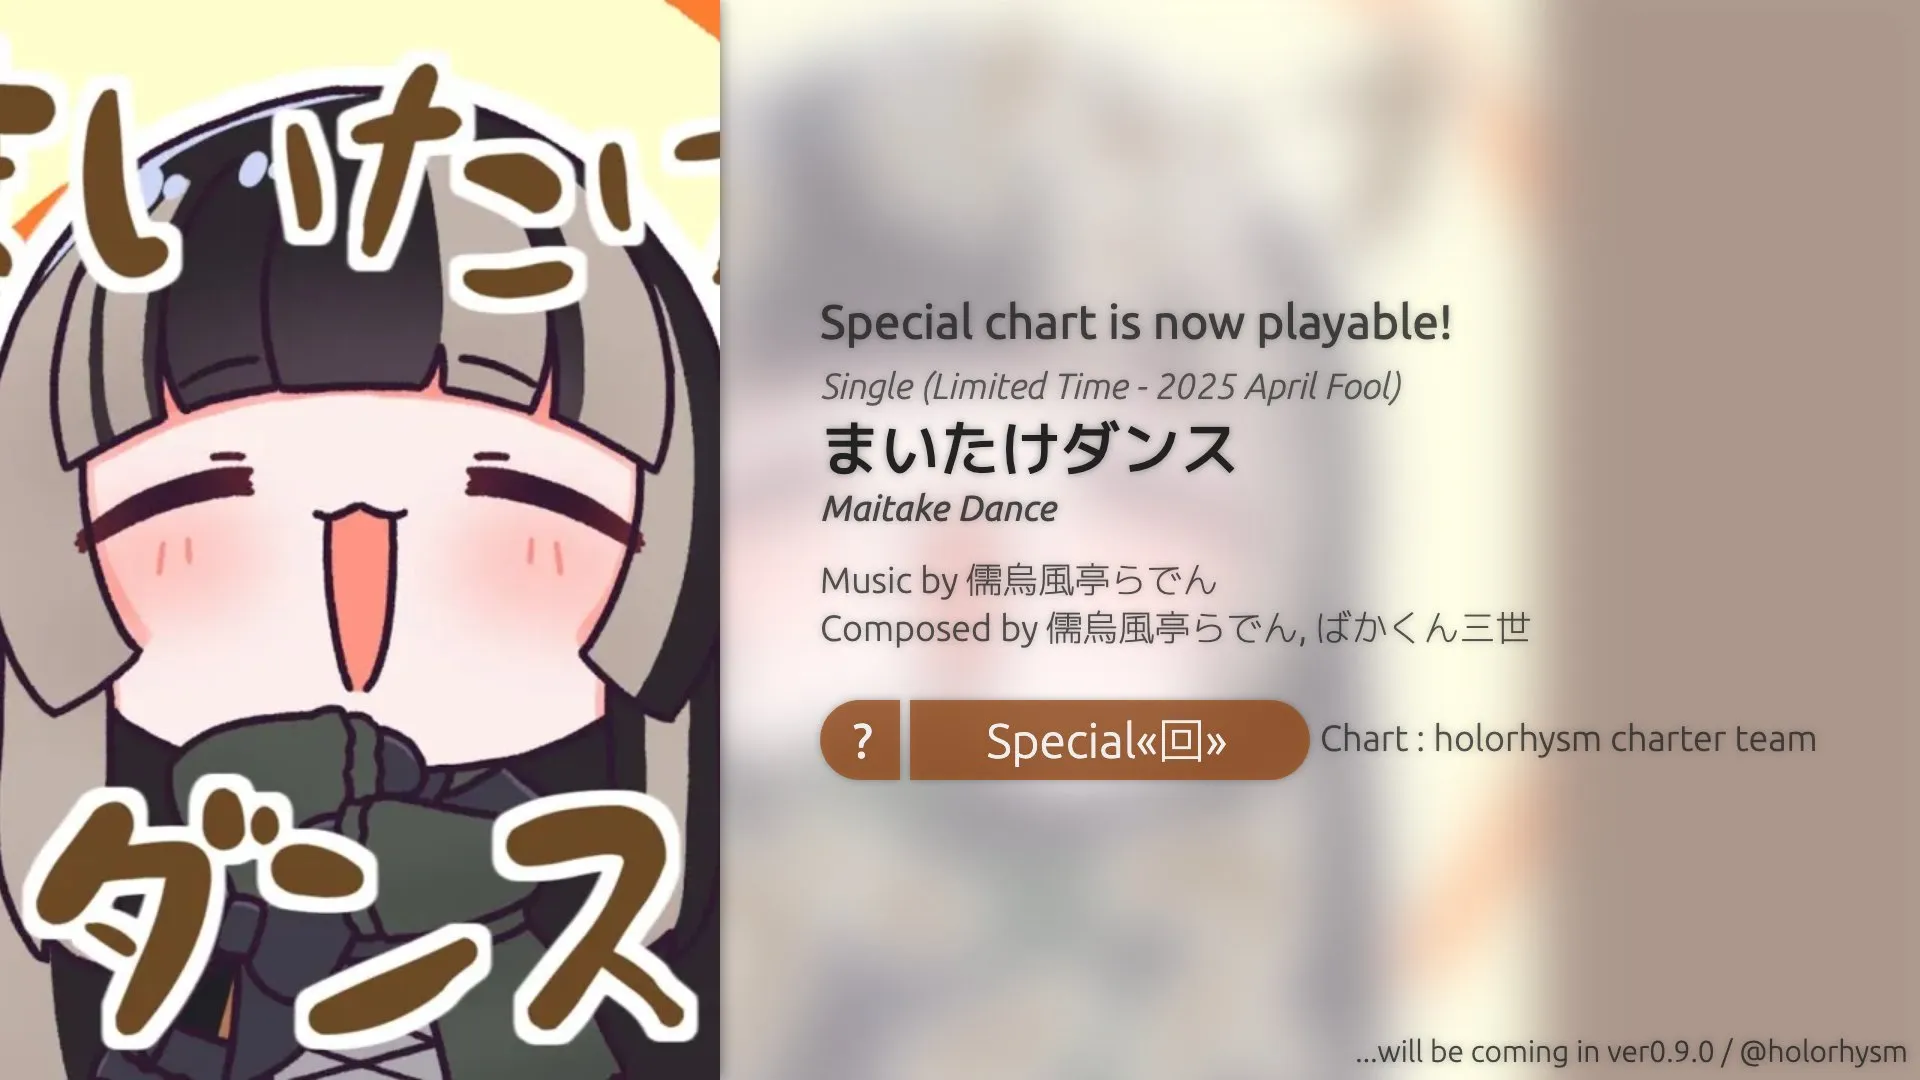 まいたけ
ダンス
Special chart is now playable!
Single (Limited Time - 2025 April Fool)
まいたけダンス
Maitake Dance
Music by 儒烏風亭らでん
Composed by 儒烏風亭らでん, ばかくん三世
? Special«回» Chart : holorhysm charter team
...will be coming in ver0.9.0 / @holorhysm